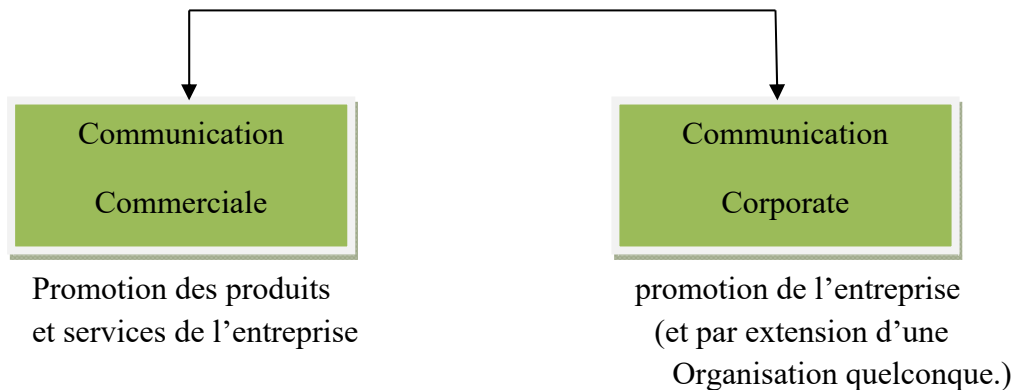 Communication
Commerciale
Promotion des produits
et services de l’entreprise
Communication
Corporate
promotion de l’entreprise
(et par extension d’une
Organisation quelconque.)